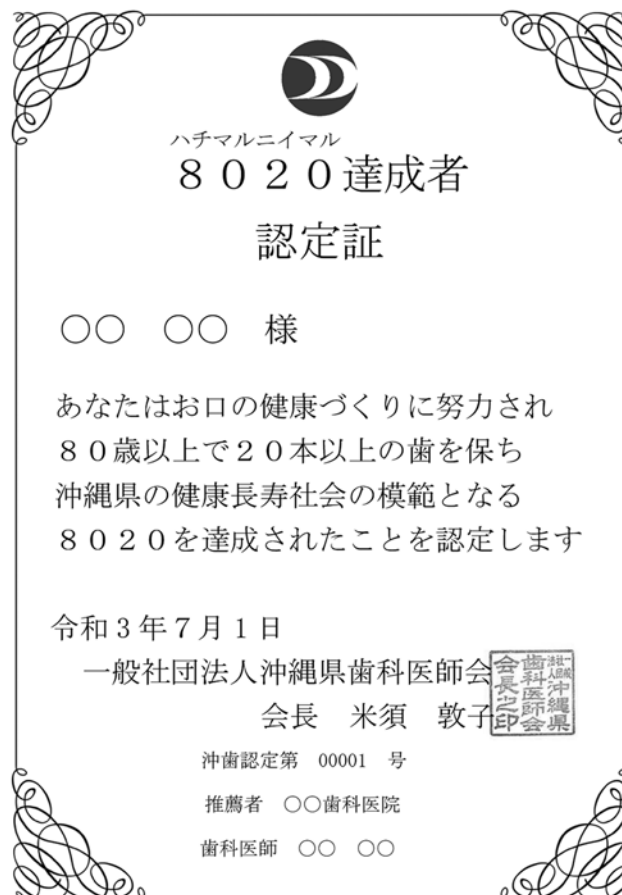 ハチマルニイマル
８０２０達成者
認定証
○○　○○　様
あなたはお口の健康づくりに努力され
８０歳以上で２０本以上の歯を保ち
沖縄県の健康長寿社会の模範となる
８０２０を達成されたことを認定します
令和３年７月１日
一般社団法人沖縄県歯科医師会
会長　米須　敦子
一般社団法人沖縄県
歯科医師会
会長之印
沖歯認定第　00001　号
推薦者　○○歯科医院
歯科医師　○○　○○